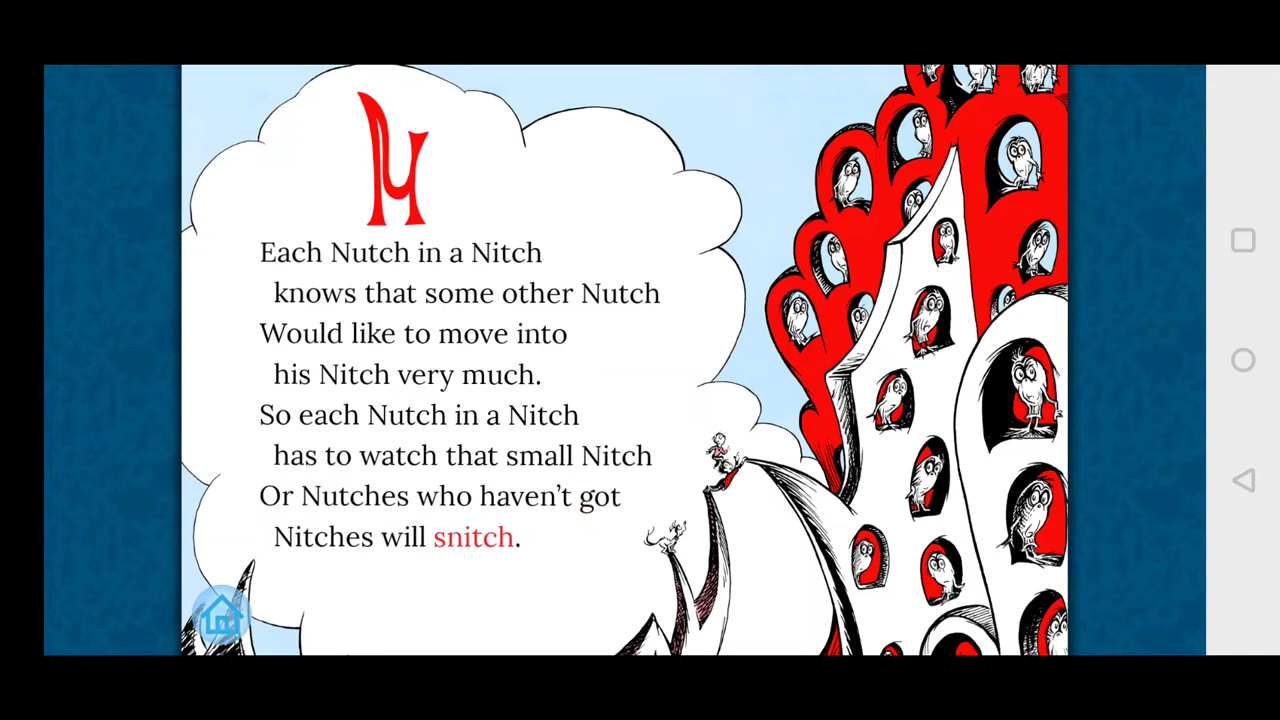 Each Nutch in a Nitch
knows that some other Nutch
Would like to move into
his Nitch very much.
So each Nutch in a Nitch
has to watch that small Nitch
Or Nutches who haven't got
Nitches will snitch.